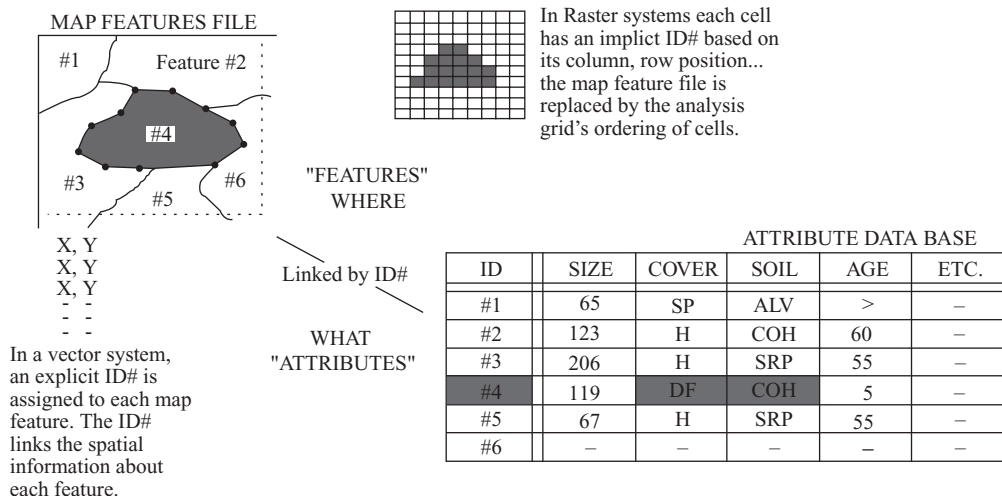 MAP FEATURES FILE
#1
Feature #2
#4
#3
#6
#5
X, Y
X, Y
X, Y
- -
- -
- -
In a vector system,
an explicit ID# is
assigned to each map
feature. The ID#
links the spatial
information about
each feature.
In Raster systems each cell
has an implict ID# based on
its column, row position...
the map feature file is
replaced by the analysis
grid's ordering of cells.
"FEATURES"
WHERE
Linked by ID#
WHAT
"ATTRIBUTES"
ATTRIBUTE DATA BASE
ID SIZE COVER SOIL AGE ETC.
#1 65 SP ALV > –
#2 123 H COH 60 –
#3 206 H SRP 55 –
#4 119 DF COH 5 –
#5 67 H SRP 55 –
#6 – – – – –